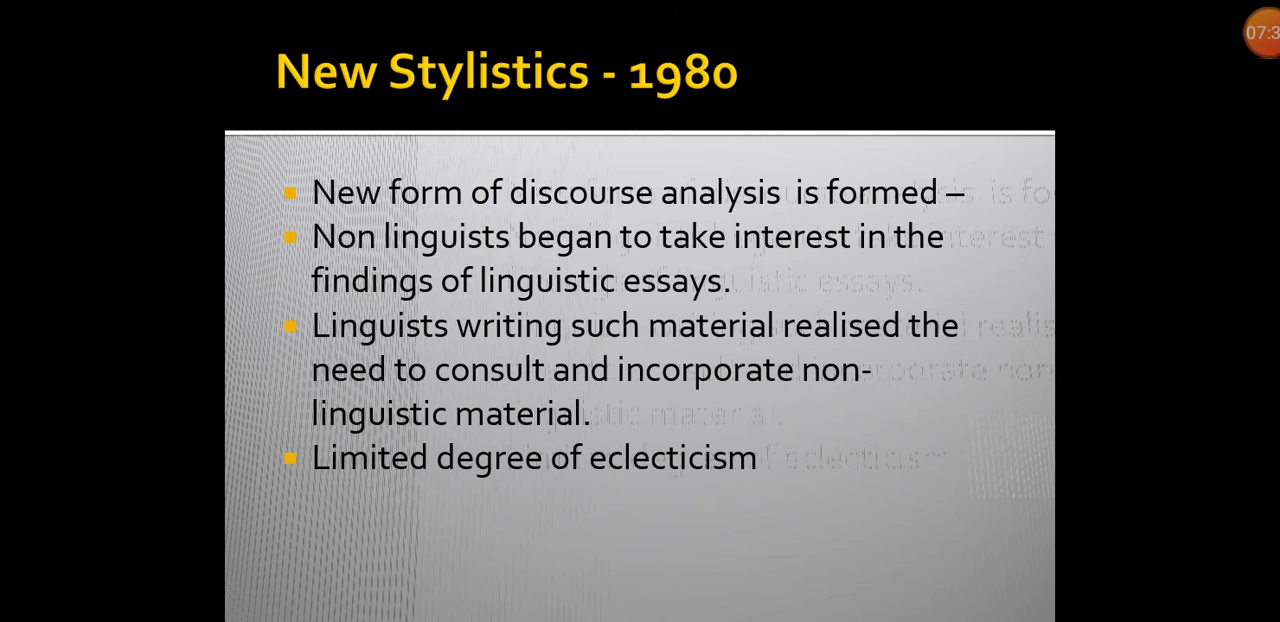 07:3
New Stylistics - 1980
New form of discourse analysis is formed –
Non linguists began to take interest in the
findings of linguistic essays.
Linguists writing such material realised the
need to consult and incorporate non-
linguistic material.
Limited degree of eclecticism